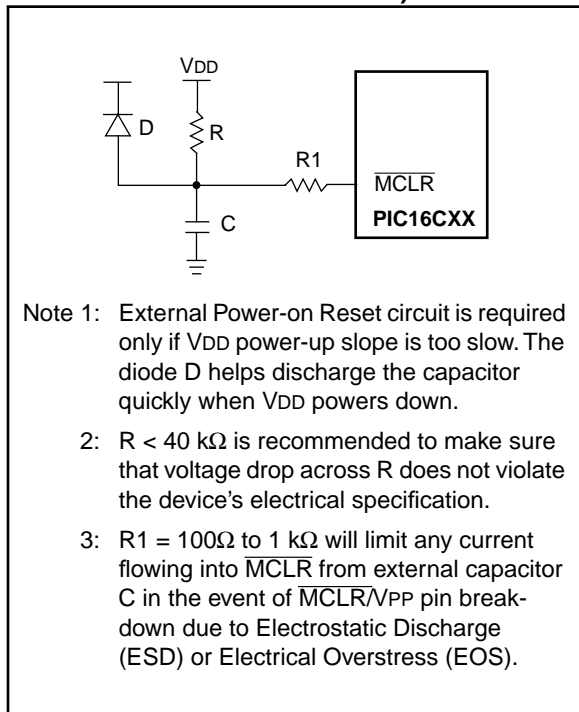 VDD
D
R
R1
MCLR
PIC16CXX
C
Note 1: External Power-on Reset circuit is required
only if VDD power-up slope is too slow. The
diode D helps discharge the capacitor
quickly when VDD powers down.
2: R < 40 kΩ is recommended to make sure
that voltage drop across R does not violate
the device's electrical specification.
3: R1 = 100Ω to 1 kΩ will limit any current
flowing into MCLR from external capacitor
C in the event of MCLR/VPP pin break-
down due to Electrostatic Discharge
(ESD) or Electrical Overstress (EOS).